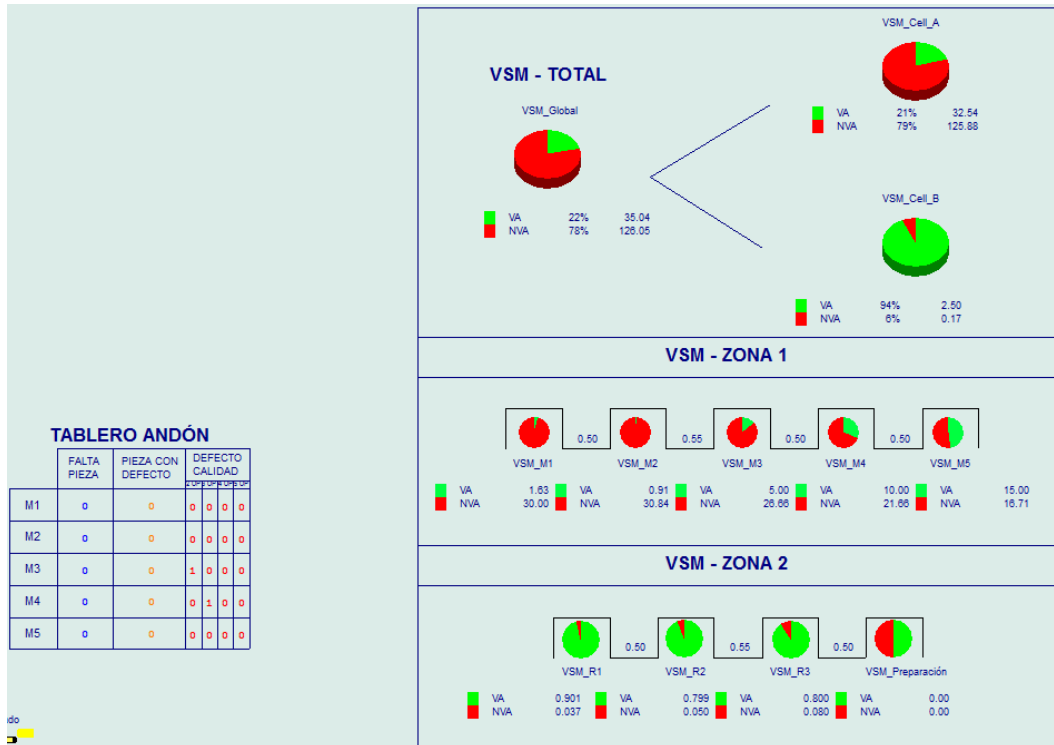 VSM - TOTAL
VSM_Global
VA 22% 35.04
NVA 78% 126.05
VSM_Cell_A
VA 21% 32.54
NVA 79% 125.88
VSM_Cell_B
VA 94% 2.50
NVA 6% 0.17
VSM - ZONA 1
0.50 0.55 0.50 0.50
VSM_M1 VSM_M2 VSM_M3 VSM_M4 VSM_M5
VA 1.63 VA 0.91 VA 5.00 VA 10.00 VA 15.00
NVA 30.00 NVA 30.84 NVA 26.66 NVA 21.66 NVA 16.71
VSM - ZONA 2
0.50 0.55 0.50
VSM_R1 VSM_R2 VSM_R3 VSM_Preparación
VA 0.901 VA 0.799 VA 0.800 VA 0.00
NVA 0.037 NVA 0.050 NVA 0.080 NVA 0.00
TABLERO ANDÓN
FALTA PIEZA
PIEZA CON DEFECTO
DEFECTO CALIDAD
M1 0 0 0 0 0 0
M2 0 0 0 0 0 0
M3 0 0 1 0 0 0
M4 0 0 0 1 0 0
M5 0 0 0 0 0 0